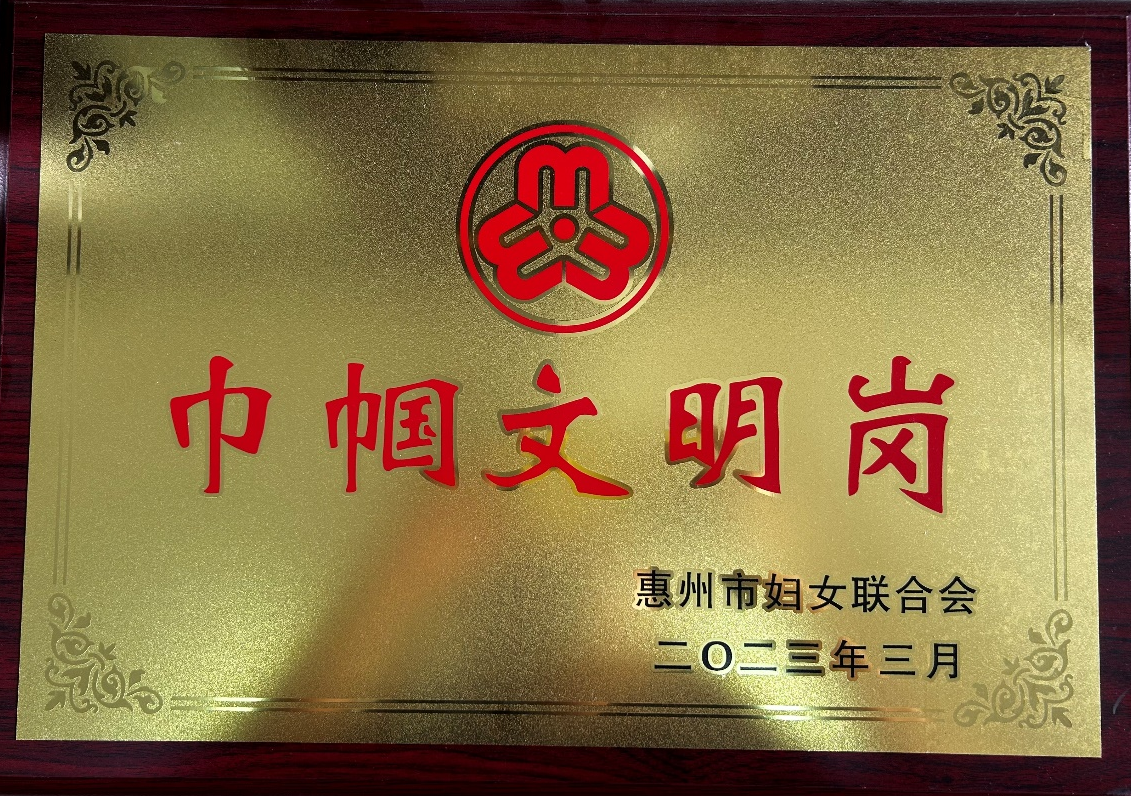 巾帼文明岗
惠州市妇女联合会
二〇二三年三月